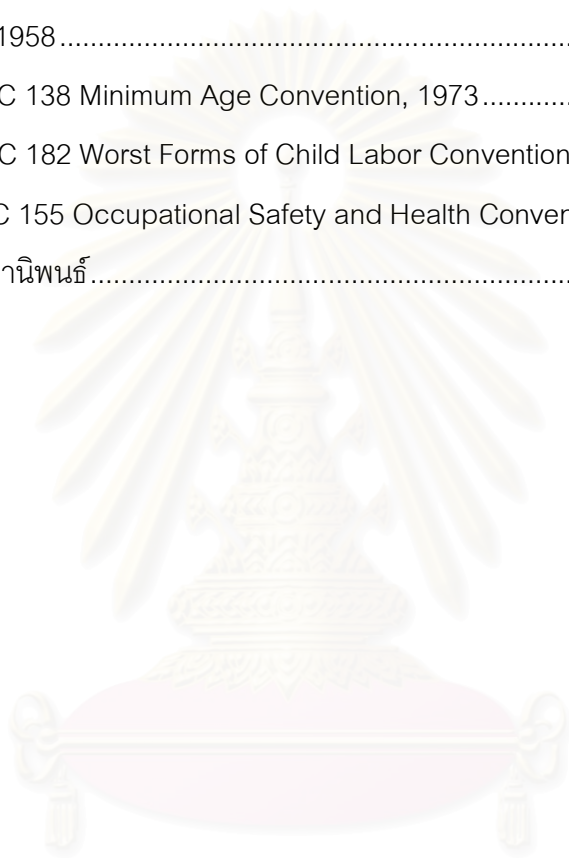 1958....................................................................
C 138 Minimum Age Convention, 1973.............
C 182 Worst Forms of Child Labor Convention
C 155 Occupational Safety and Health Conven
านิพนธ์................................................................